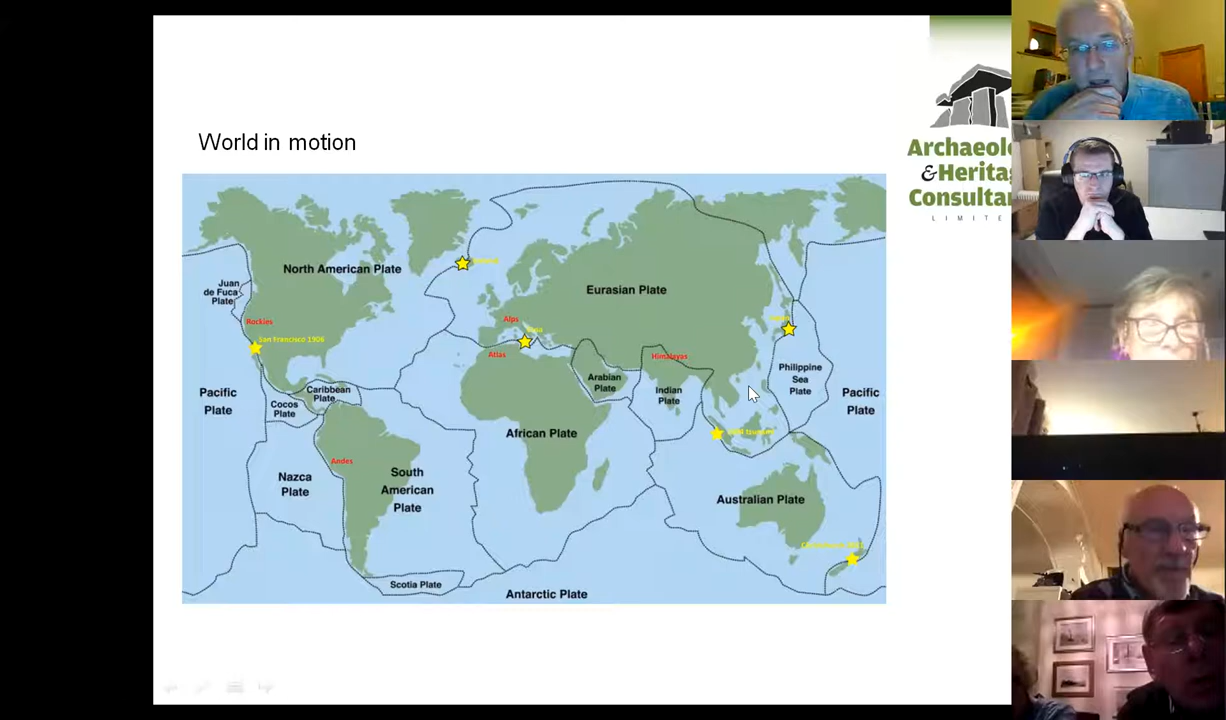 World in motion
Archaeolo
&Herita
Consulta
LIMITE
North American Plate
Eurasian Plate
Juan
de Fuca
Plate
Rockies
San Francisco 1906
Alps
Atlas
Himalayas
Arabian
Plate
Indian
Plate
Philippine
Sea
Plate
Pacific
Plate
Pacific
Plate
Caribbean
Plate
Cocos
Plate
African Plate
Andes
Nazca
Plate
South
American
Plate
Australian Plate
Scotia Plate
Antarctic Plate